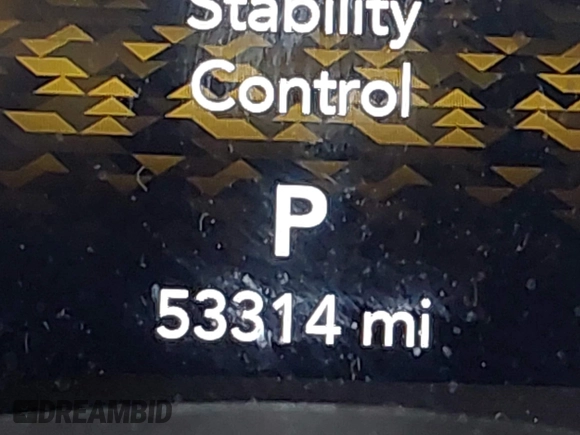 Stability
Control
P
53314 mi
DREAMBID